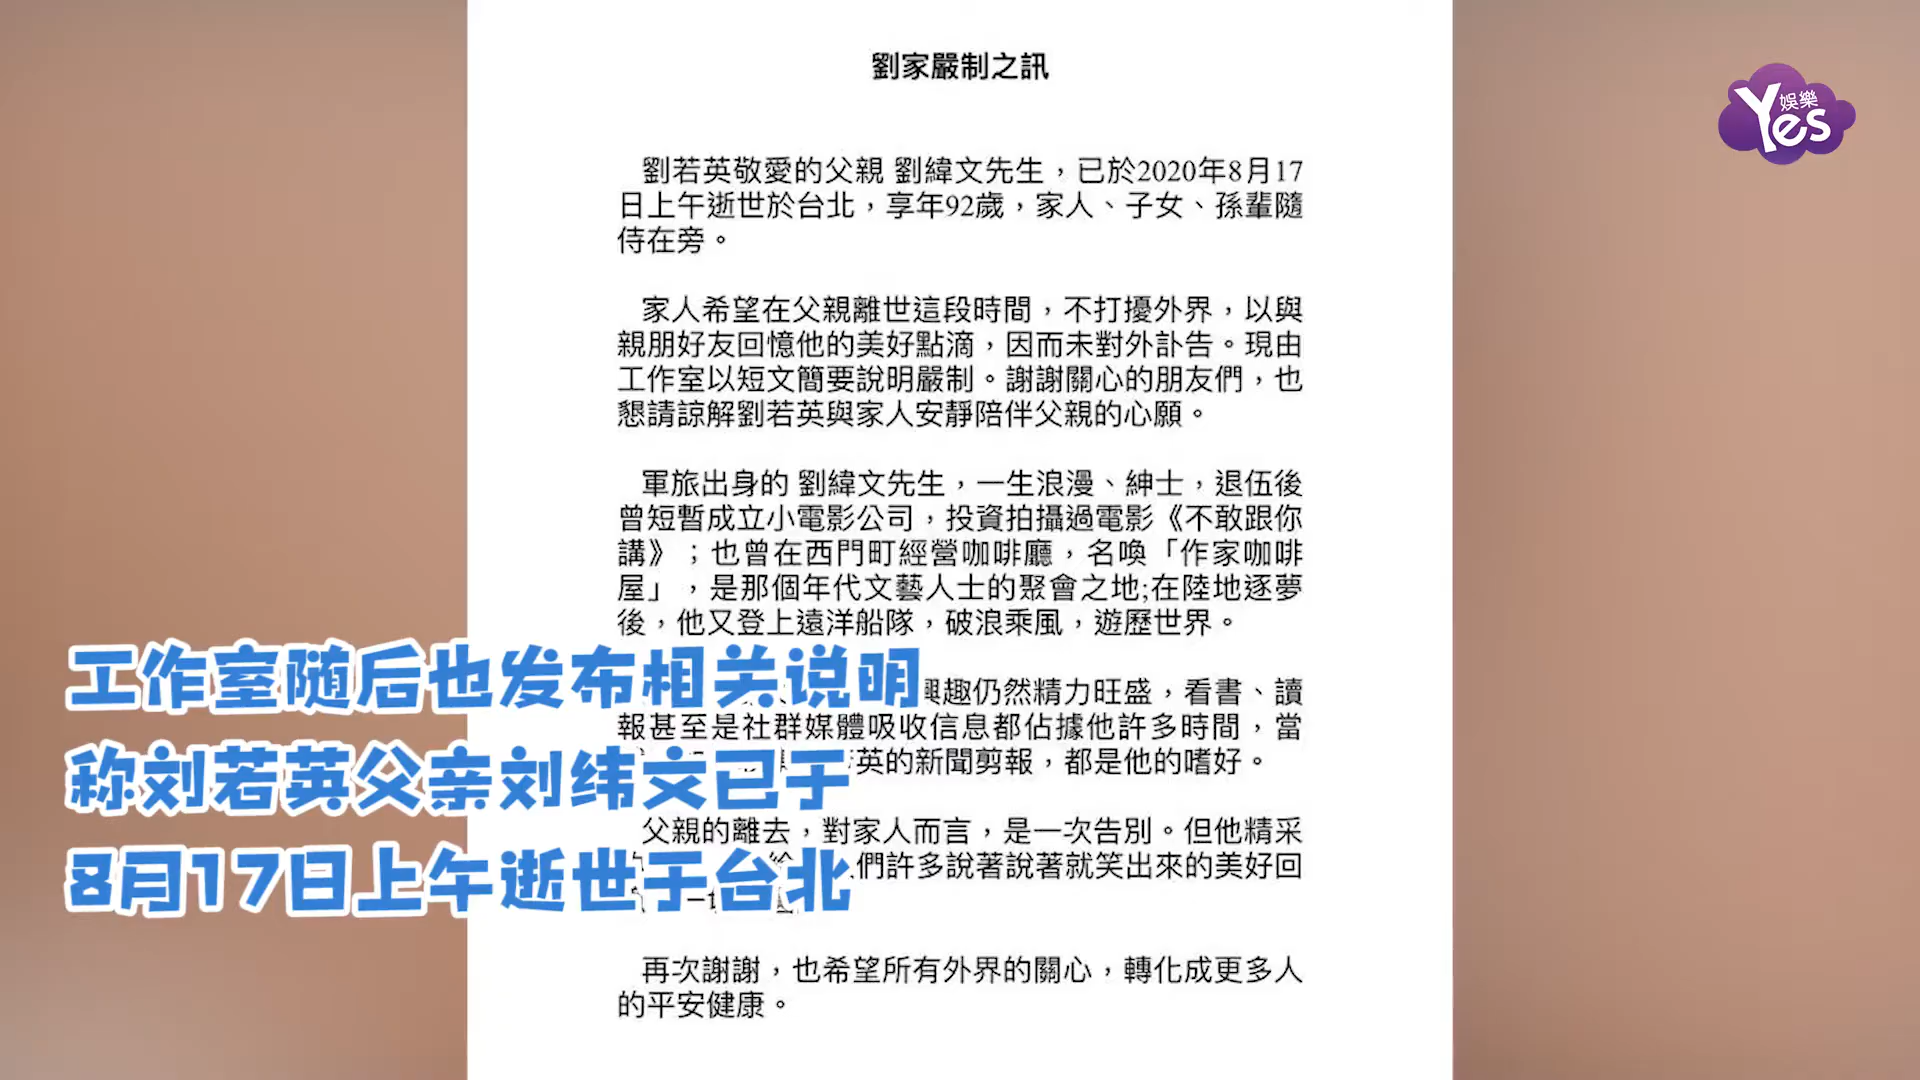 劉家嚴制之訊
娛樂
Yes
劉若英敬愛的父親 劉緯文先生，已於2020年8月17
日上午逝世於台北，享年92歲，家人、子女、孫輩隨
侍在旁。
家人希望在父親離世這段時間，不打擾外界，以與
親朋好友回憶他的美好點滴，因而未對外訃告。現由
工作室以短文簡要說明嚴制。謝謝關心的朋友們，也
懇請諒解劉若英與家人安靜陪伴父親的心願。
軍旅出身的 劉緯文先生，一生浪漫、紳士，退伍後
曾短暫成立小電影公司，投資拍攝過電影《不敢跟你
講》；也曾在西門町經營咖啡廳，名喚「作家咖啡
屋」，是那個年代文藝人士的聚會之地;在陸地逐夢
後，他又登上遠洋船隊，破浪乘風，遊歷世界。
興趣仍然精力旺盛，看書、讀
報甚至是社群媒體吸收信息都佔據他許多時間，當
英的新聞剪報，都是他的嗜好。
父親的離去，對家人而言，是一次告別。但他精采
們許多說著說著就笑出來的美好回
再次謝謝，也希望所有外界的關心，轉化成更多人
的平安健康。
工作室随后也发布相关说明
称刘若英父亲刘纬文已于
8月17日上午逝世于台北